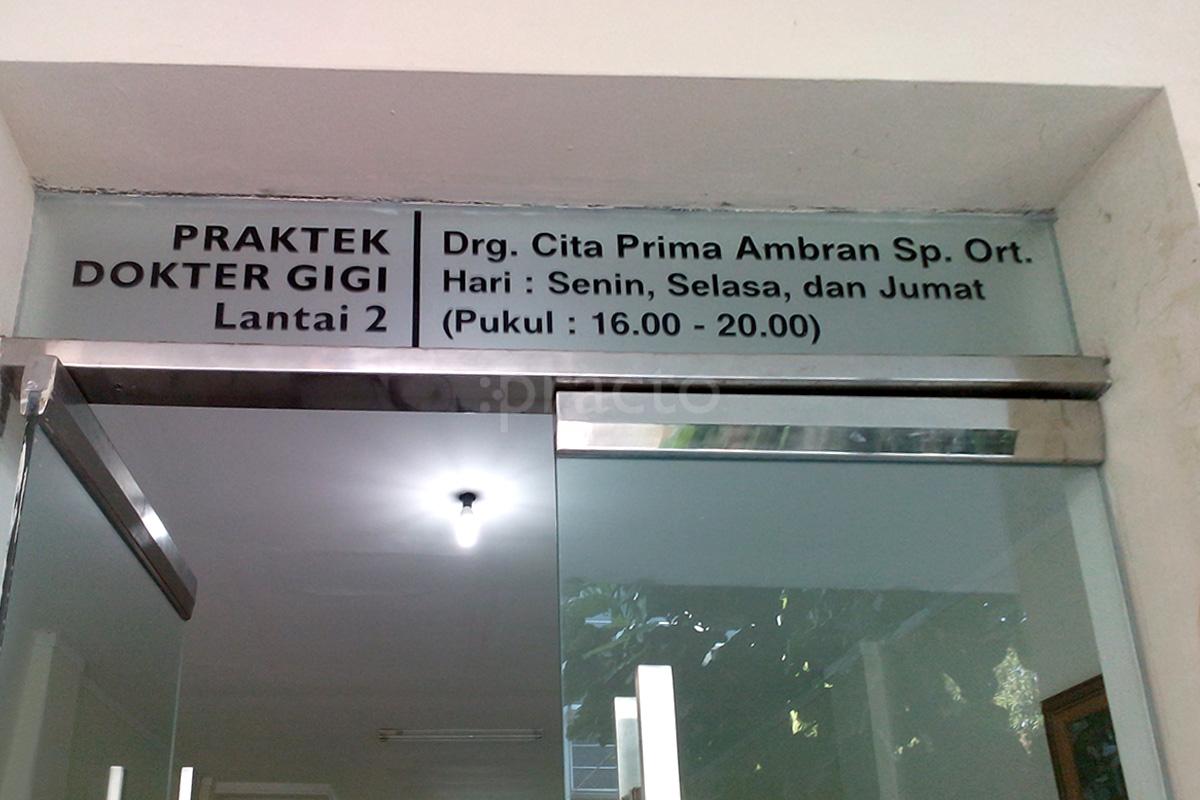 PRAKTEK
DOKTER GIGI
Lantai 2
Drg. Cita Prima Ambran Sp. Ort.
Hari : Senin, Selasa, dan Jumat
(Pukul : 16.00 - 20.00)
:practo